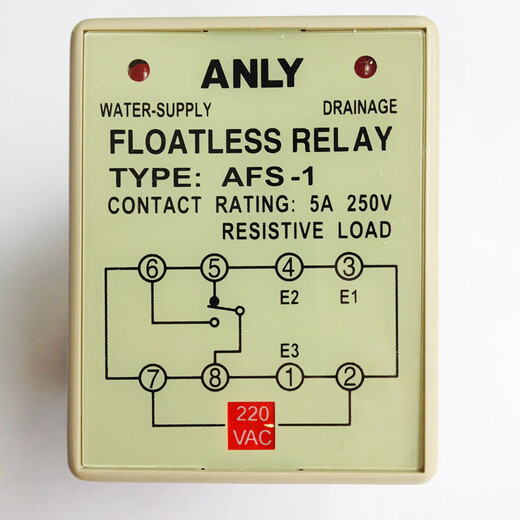 ANLY
WATER-SUPPLY DRAINAGE
FLOATLESS RELAY
TYPE: AFS-1
CONTACT RATING: 5A 250V
RESISTIVE LOAD
6 5 4 3
E2 E1
E3
7 8 1 2
220
VAC